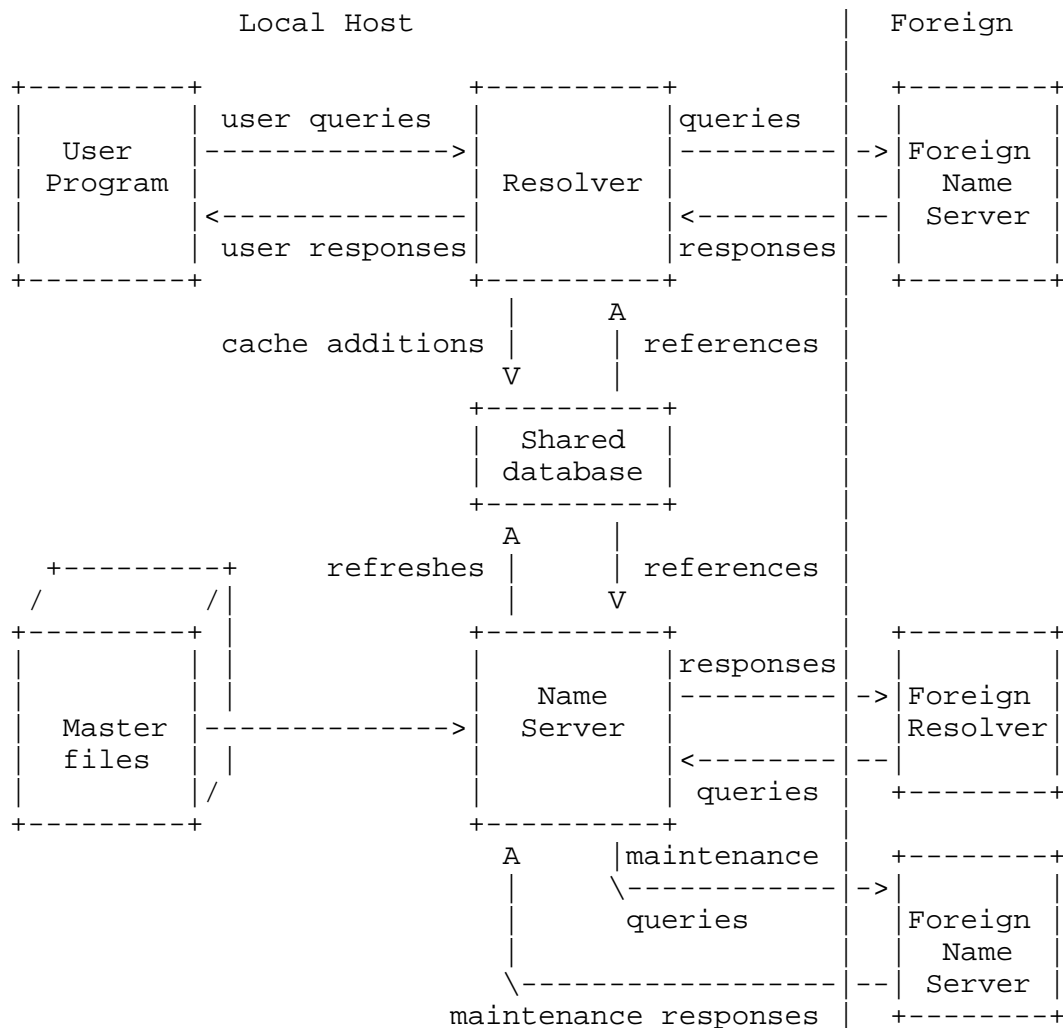 Local Host | Foreign
user queries queries
User Foreign
Program Resolver Name
Server
user responses responses
A
cache additions references
V
Shared
database
A
refreshes references
V
responses
Name Foreign
Master Server Resolver
files
queries
A maintenance
queries Foreign
Name
Server
maintenance responses